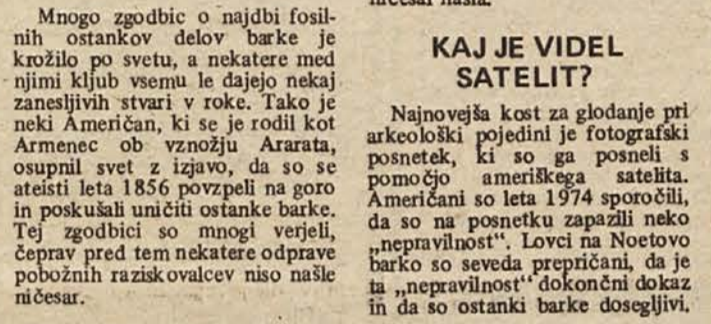 Mnogo zgodbic o najdbi fosil-
nih ostankov delov barke je
krožilo po svetu, a nekatere med
njimi kljub vsemu le dajejo nekaj
zanesljivih stvari v roke. Tako je
neki Američan, ki se je rodil kot
Armenec ob vznožju Ararata,
osupnil svet z izjavo, da so se
ateisti leta 1856 povzpeli na goro
in poskušali uničiti ostanke barke.
Tej zgodbici so mnogi verjeli,
čeprav pred tem nekatere odprave
pobožnih raziskovalcev niso našle
ničesar.
KAJ JE VIDEL
SATELIT?
Najnovejša kost za glodanje pri
arkeološki pojedini je fotografski
posnetek, ki so ga posneli s
pomočjo ameriškega satelita.
Američani so leta 1974 sporočili,
da so na posnetku zapazili neko
„nepravilnost“. Lovci na Noetovo
barko so seveda prepričani, da je
ta „nepravilnost“ dokončni dokaz
in da so ostanki barke dosegljivi.